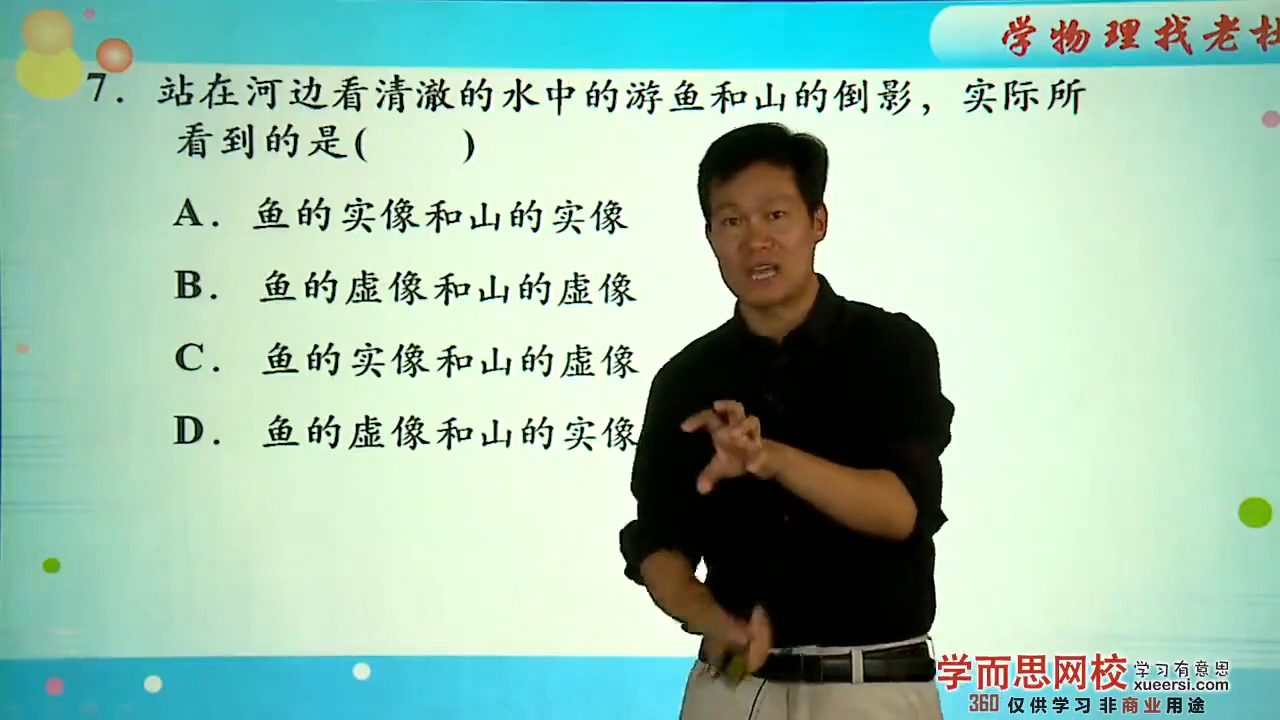 学物理找老杜
7. 站在河边看清澈的水中的游鱼和山的倒影，实际所
看到的是(　　)
A. 鱼的实像和山的实像
B. 鱼的虚像和山的虚像
C. 鱼的实像和山的虚像
D. 鱼的虚像和山的实像
学而思网校 学习有意思
xueersi.com
360 仅供学习 非商业用途